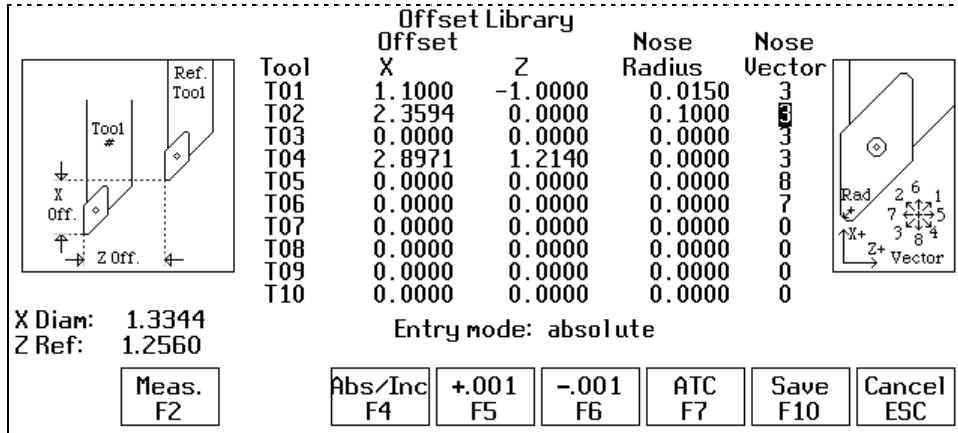 Offset Library
Offset Nose Nose
Tool X Z Radius Vector
T01 1.1000 -1.0000 0.0150 3
T02 2.3594 0.0000 0.1000 3
T03 0.0000 0.0000 0.0000 3
T04 2.8971 1.2140 0.0000 3
T05 0.0000 0.0000 0.0000 8
T06 0.0000 0.0000 0.0000 7
T07 0.0000 0.0000 0.0000 0
T08 0.0000 0.0000 0.0000 0
T09 0.0000 0.0000 0.0000 0
T10 0.0000 0.0000 0.0000 0
Ref.
Tool
Tool
#
X
Off.
Z Off.
Rad
2 6 1
7 5
3 8 4
X+
Z+ Vector
X Diam: 1.3344
Z Ref: 1.2560
Entry mode: absolute
Meas. Abs/Inc +.001 -.001 ATC Save Cancel
F2 F4 F5 F6 F7 F10 ESC